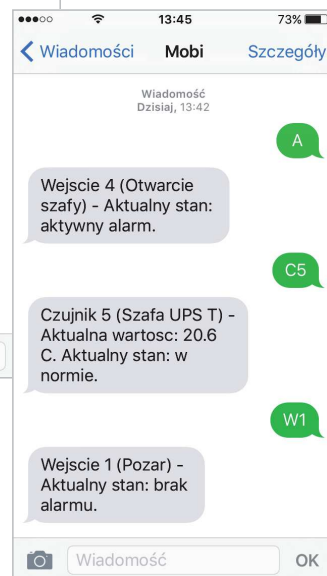 13:45 73%
Wiadomości Mobi Szczegóły
Wiadomość
Dzisiaj, 13:42
A
Wejscie 4 (Otwarcie
szafy) - Aktualny stan:
aktywny alarm.
C5
Czujnik 5 (Szafa UPS T) -
Aktualna wartosc: 20.6
C. Aktualny stan: w
normie.
W1
Wejscie 1 (Pozar) -
Aktualny stan: brak
alarmu.
Wiadomość OK